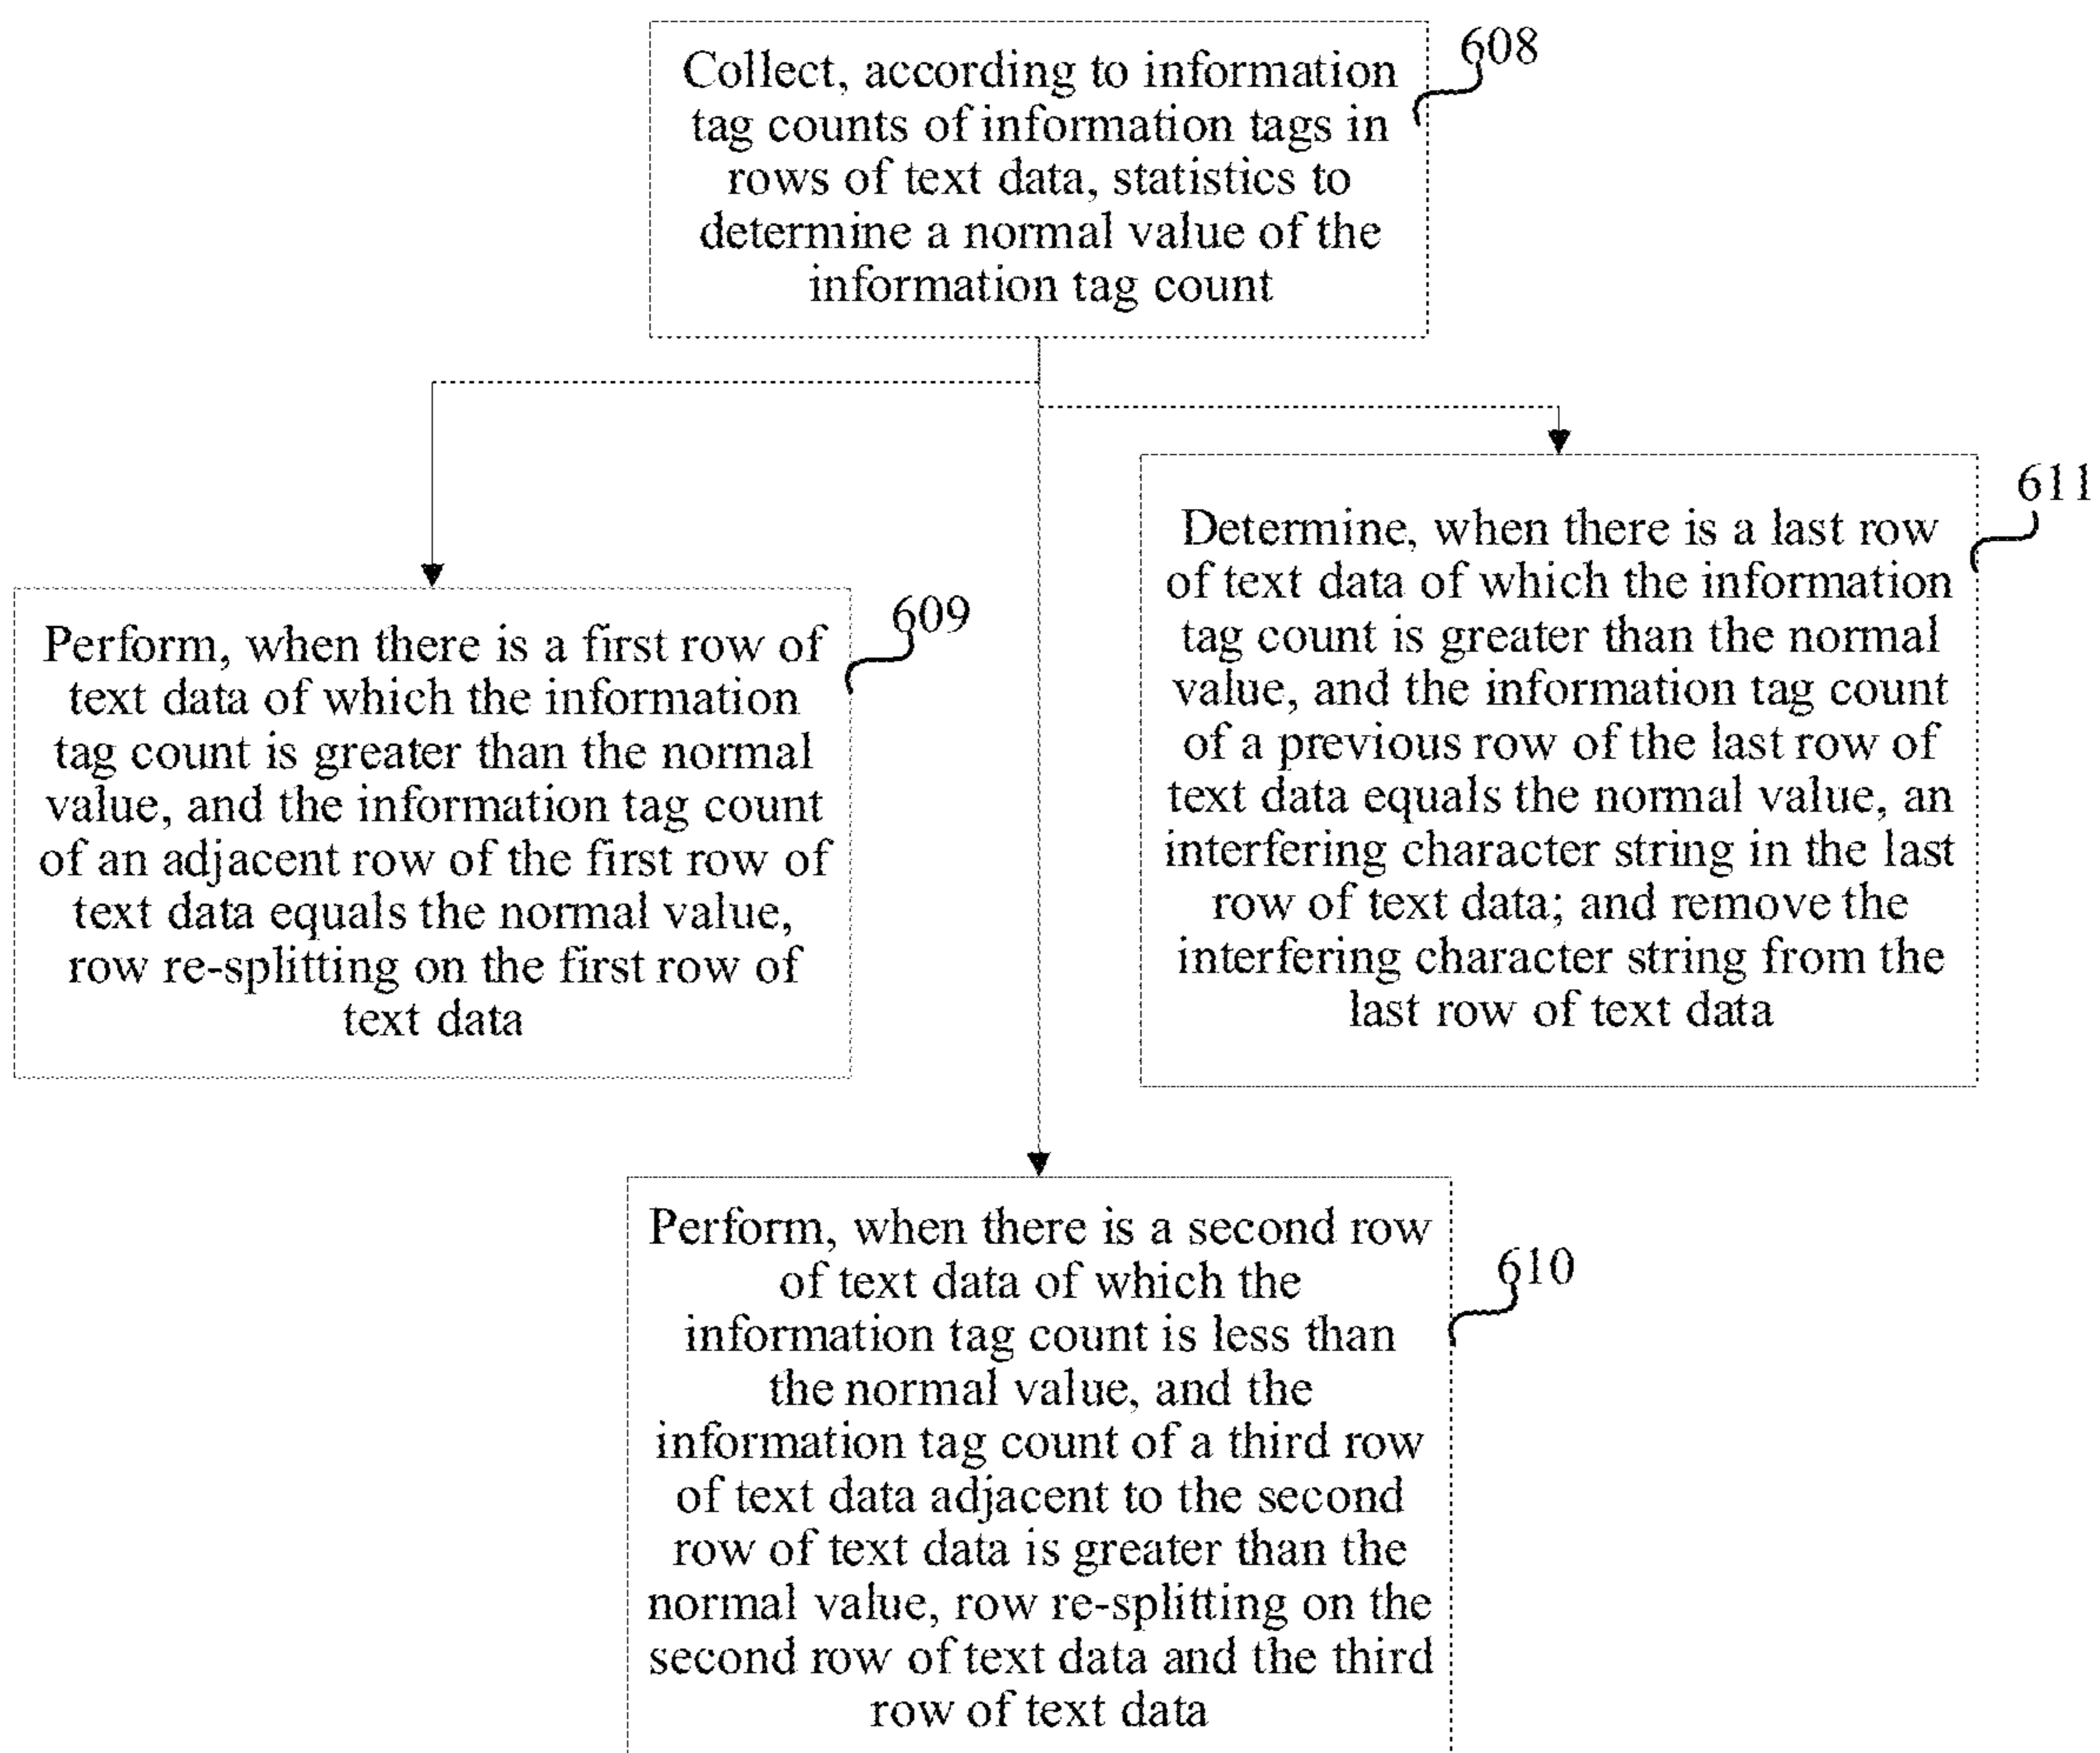 608
Collect, according to information
tag counts of information tags in
rows of text data, statistics to
determine a normal value of the
information tag count
609
Perform, when there is a first row of
text data of which the information
tag count is greater than the normal
value, and the information tag count
of an adjacent row of the first row of
text data equals the normal value,
row re-splitting on the first row of
text data
611
Determine, when there is a last row
of text data of which the information
tag count is greater than the normal
value, and the information tag count
of a previous row of the last row of
text data equals the normal value, an
interfering character string in the last
row of text data; and remove the
interfering character string from the
last row of text data
610
Perform, when there is a second row
of text data of which the
information tag count is less than
the normal value, and the
information tag count of a third row
of text data adjacent to the second
row of text data is greater than the
normal value, row re-splitting on the
second row of text data and the third
row of text data